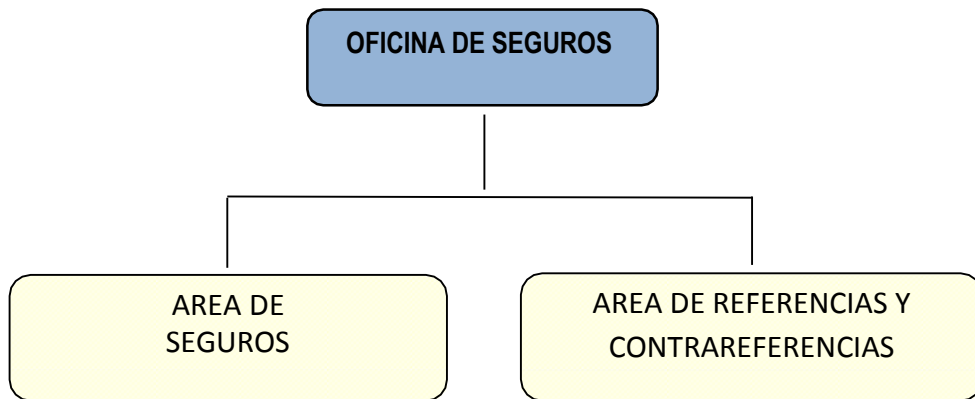 OFICINA DE SEGUROS
AREA DE
SEGUROS
AREA DE REFERENCIAS Y
CONTRAREFERENCIAS